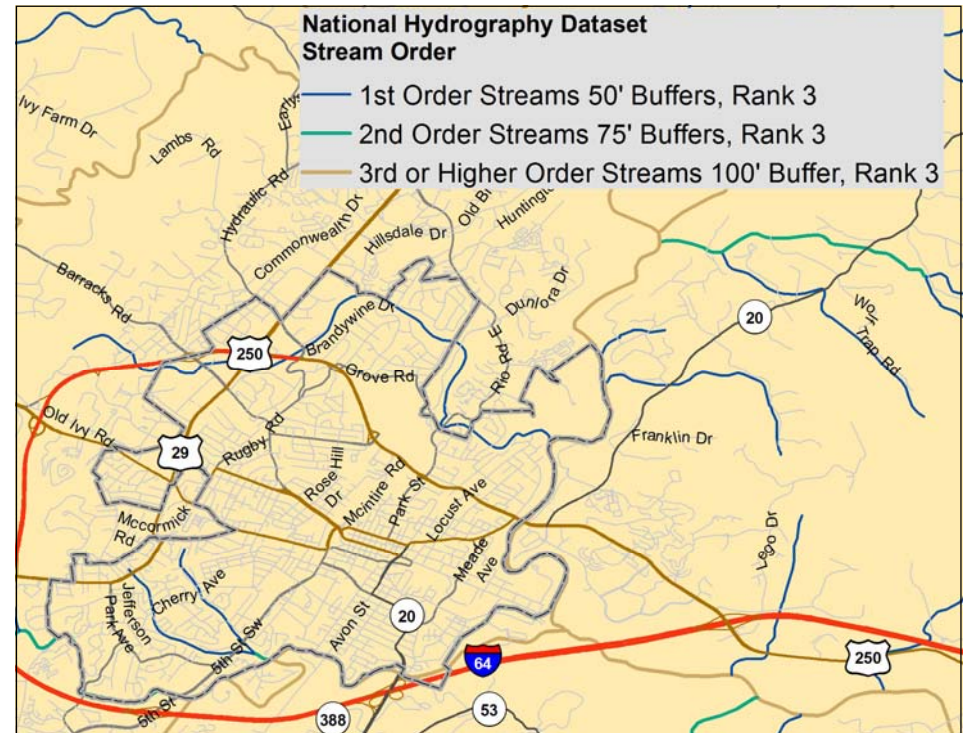 National Hydrography Dataset
Stream Order
1st Order Streams 50' Buffers, Rank 3
2nd Order Streams 75' Buffers, Rank 3
3rd or Higher Order Streams 100' Buffer, Rank 3
Ivy Farm Dr
Lambs Rd
Earlys
Hydraulic Rd
Commonwealth Dr
Hillsdale Dr
Old Br
Huntingt
Barracks Rd
Brandywine Dr
Dunlora Dr
Rio Rd E
20
Wolf
Trap Rd
250
Grove Rd
Old Ivy Rd
29
Rugby Rd
Rose Hill
Dr
Mcintire Rd
Park St
Locust Ave
Franklin Dr
Mccormick
Rd
Meade
Ave
Lego Dr
Jefferson
Park Ave
Cherry Ave
5th St Sw
Avon St
20
64
250
5th St
388
53